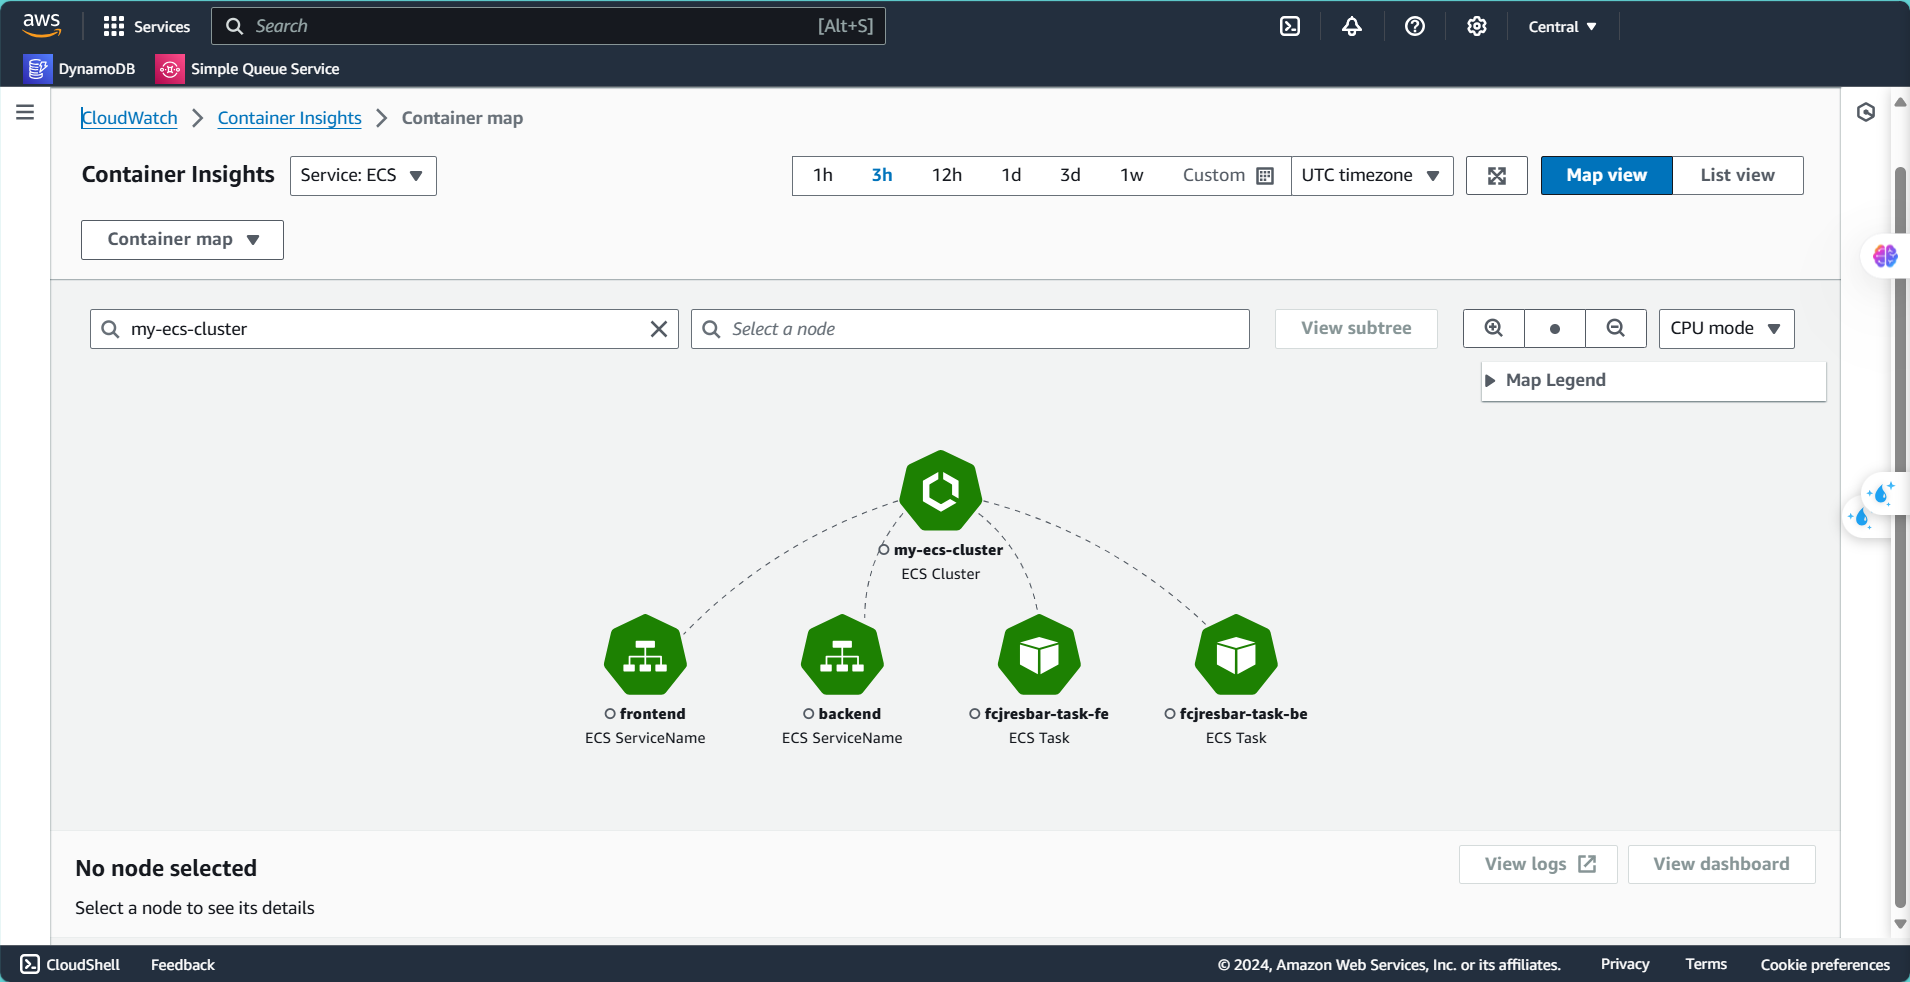 aws
Services
Search
[Alt+S]
Central
DynamoDB
Simple Queue Service
CloudWatch
Container Insights
Container map
Container Insights
Service: ECS
1h
3h
12h
1d
3d
1w
Custom
UTC timezone
Map view
List view
Container map
my-ecs-cluster
Select a node
View subtree
CPU mode
Map Legend
my-ecs-cluster
ECS Cluster
frontend
ECS ServiceName
backend
ECS ServiceName
fcjresbar-task-fe
ECS Task
fcjresbar-task-be
ECS Task
No node selected
View logs
View dashboard
Select a node to see its details
CloudShell
Feedback
© 2024, Amazon Web Services, Inc. or its affiliates.
Privacy
Terms
Cookie preferences